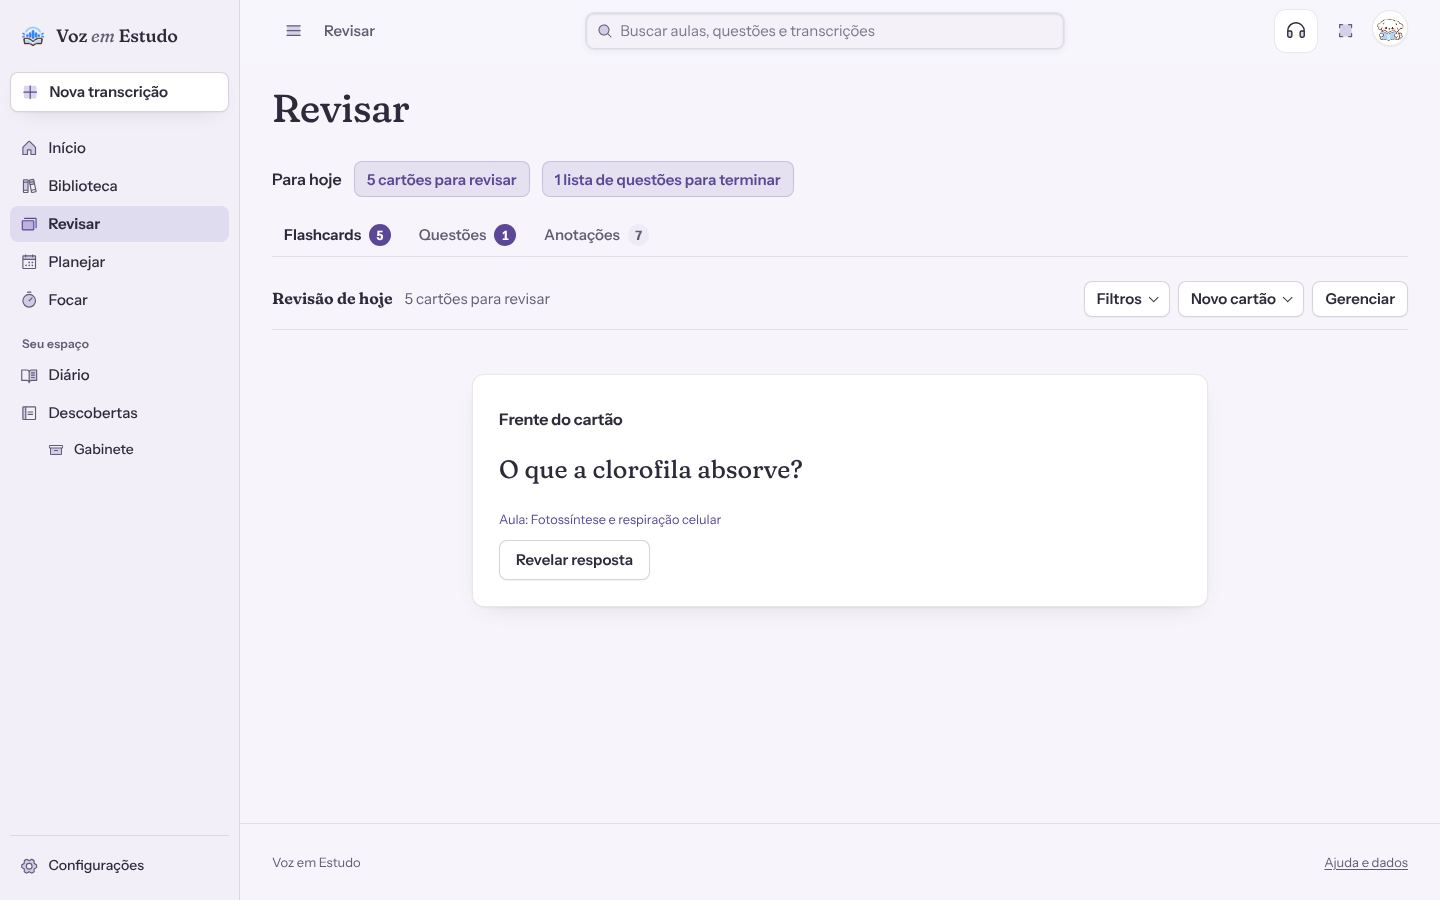 Voz em Estudo
Nova transcrição
Início
Biblioteca
Revisar
Planejar
Focar
Seu espaço
Diário
Descobertas
Gabinete
Configurações
Revisar
Buscar aulas, questões e transcrições
Revisar
Para hoje
5 cartões para revisar
1 lista de questões para terminar
Flashcards 5
Questões 1
Anotações 7
Revisão de hoje
5 cartões para revisar
Filtros
Novo cartão
Gerenciar
Frente do cartão
O que a clorofila absorve?
Aula: Fotossíntese e respiração celular
Revelar resposta
Voz em Estudo
Ajuda e dados